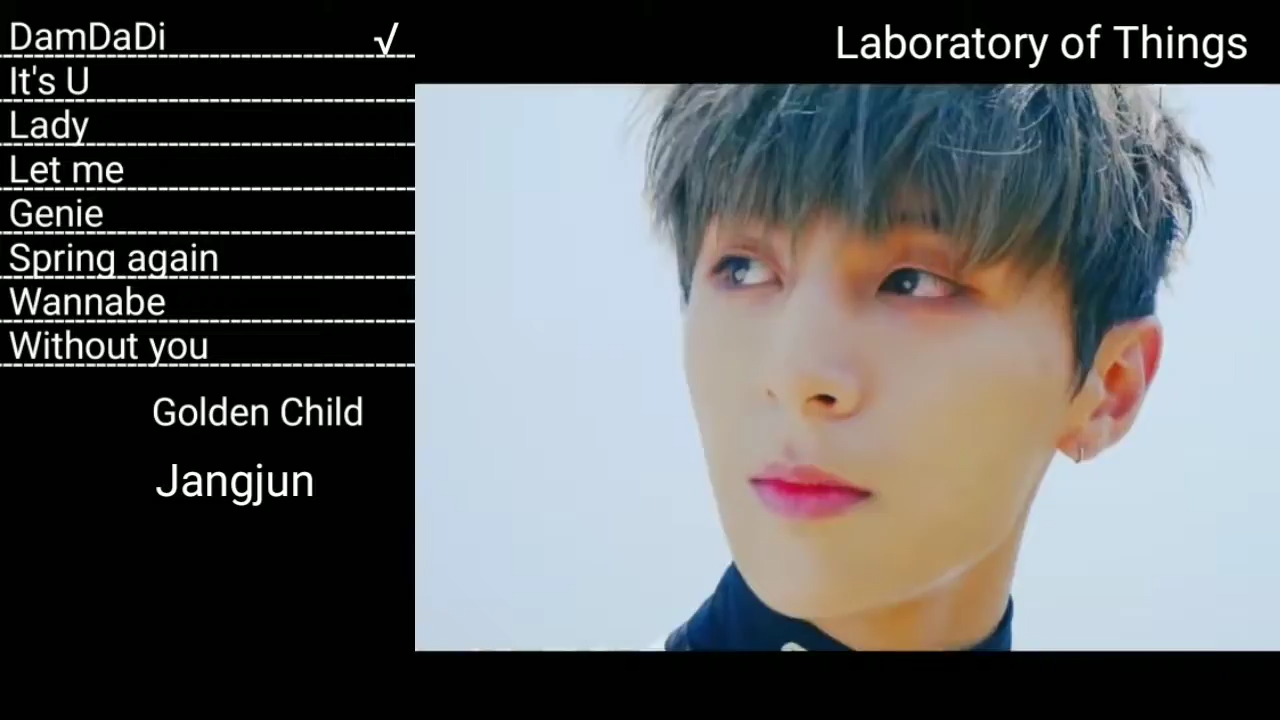 DamDaDi √
It's U
Lady
Let me
Genie
Spring again
Wannabe
Without you
Golden Child
Jangjun
Laboratory of Things